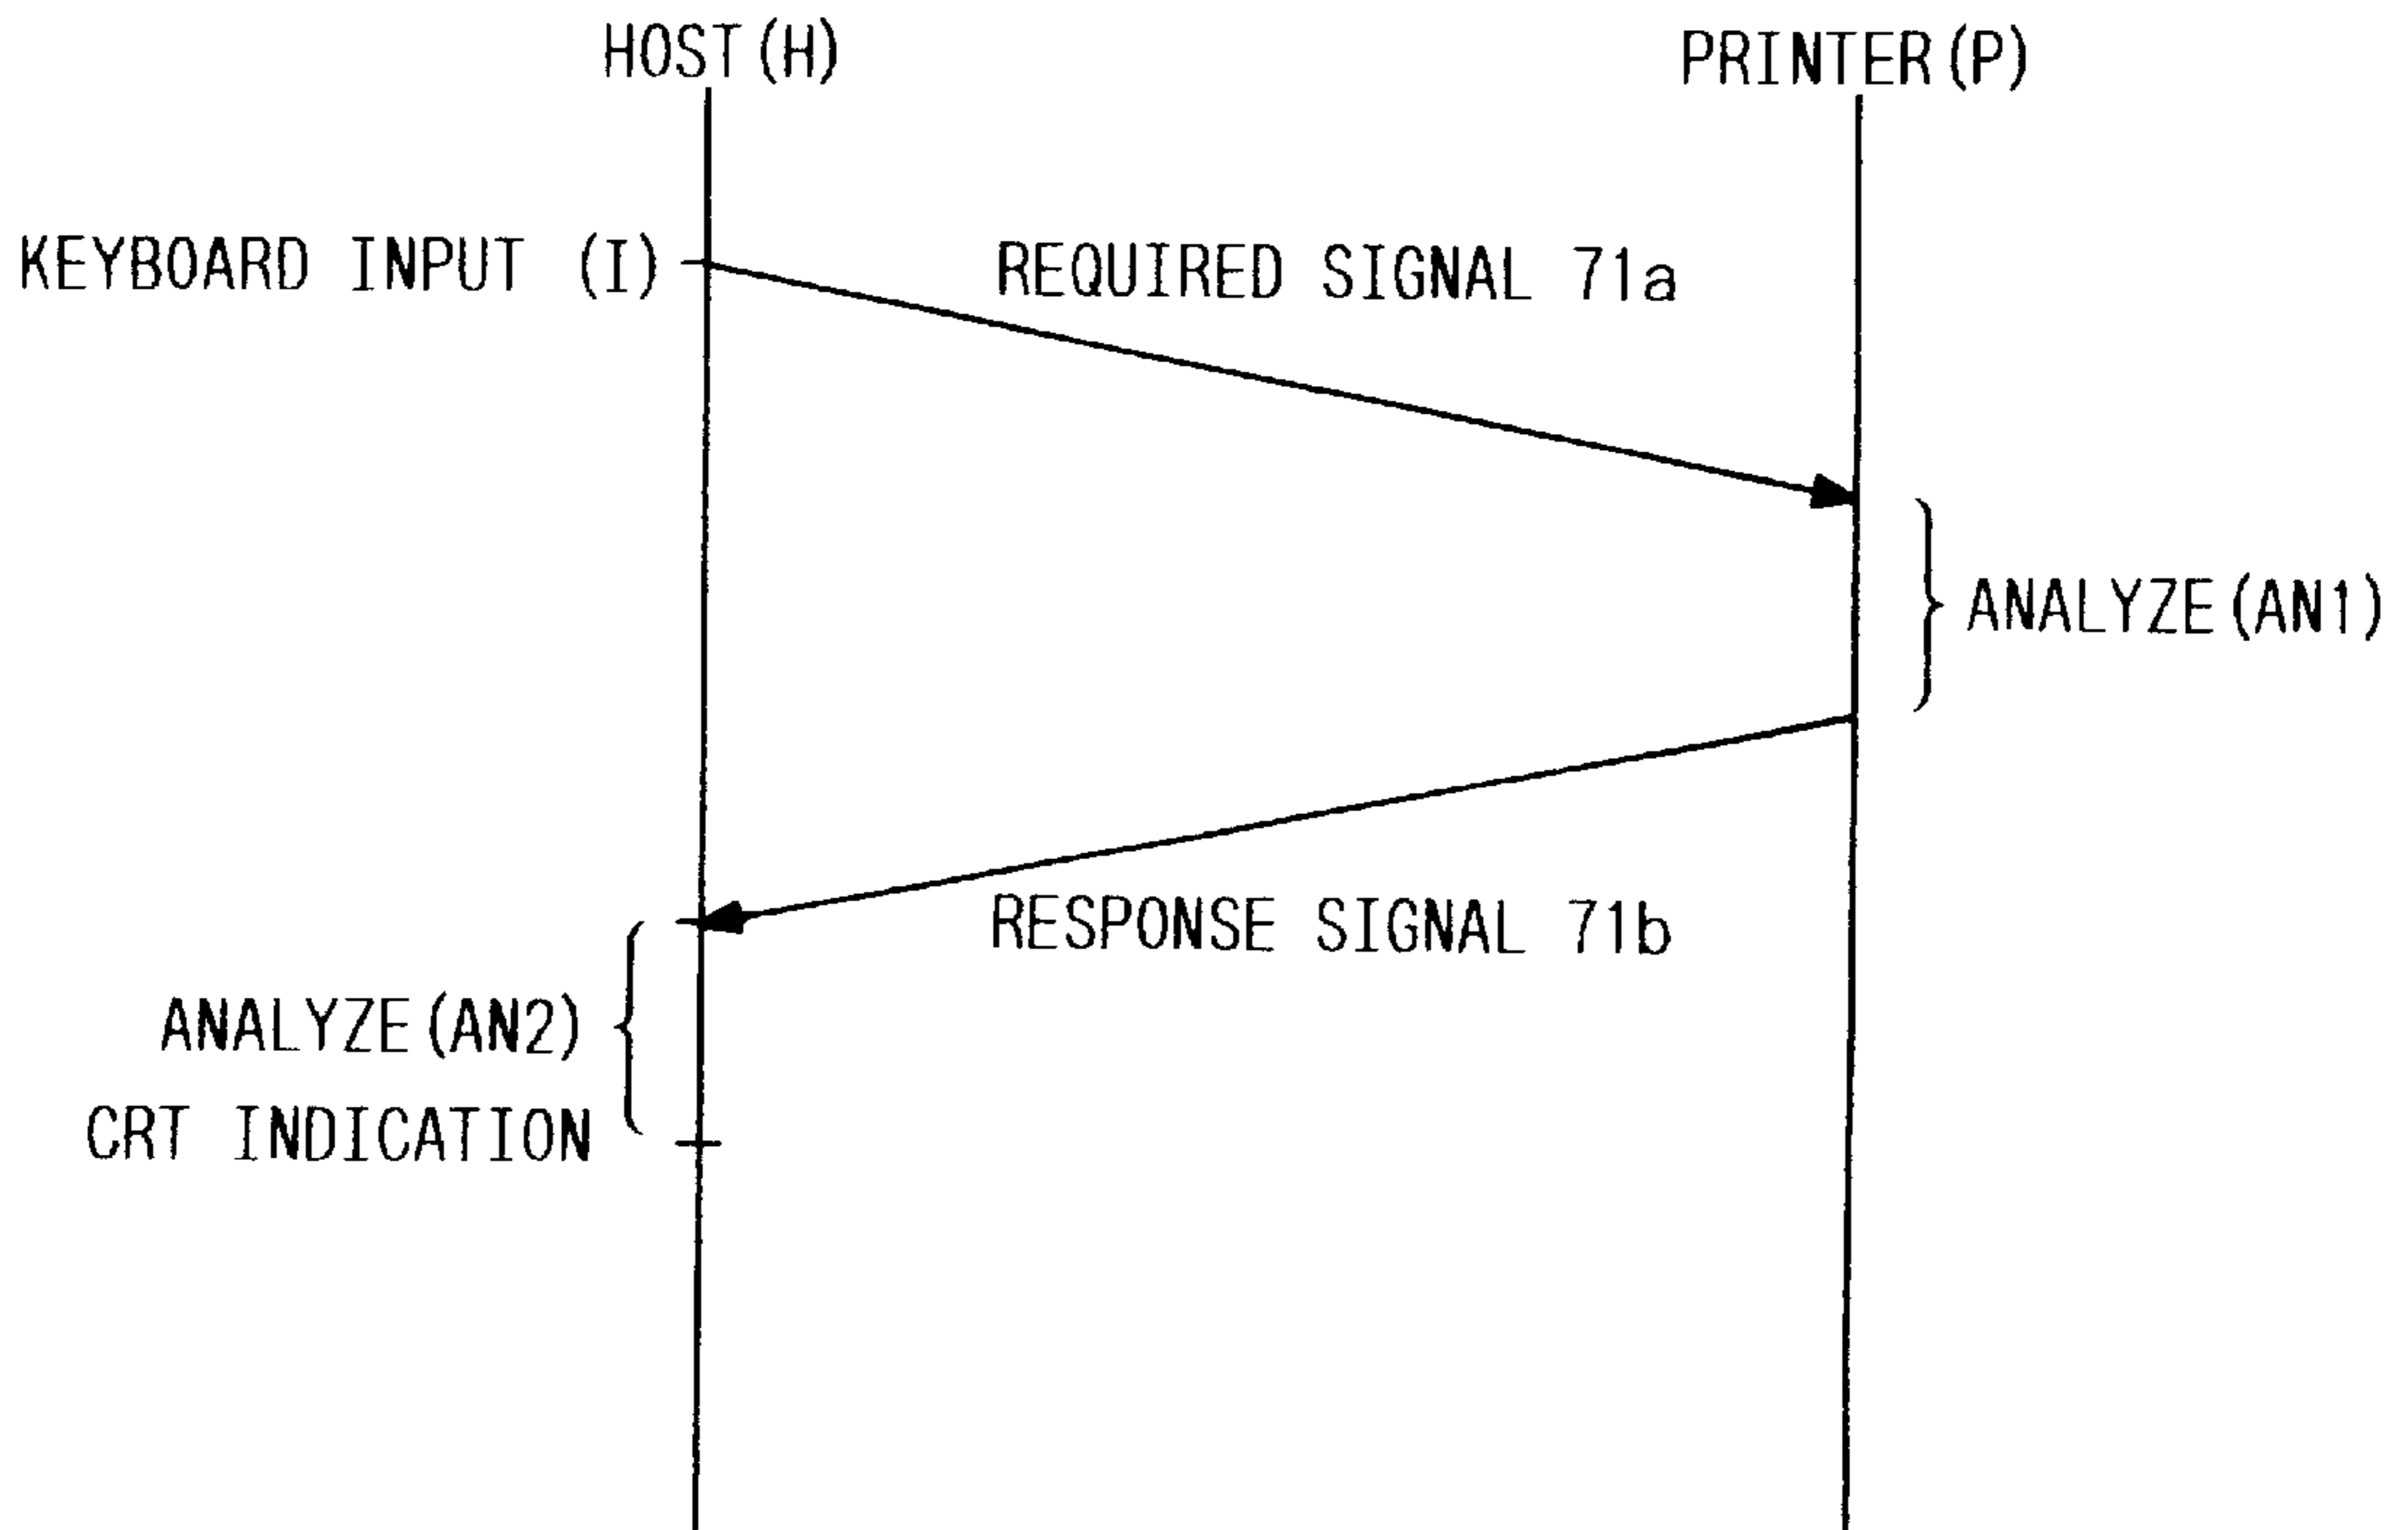 HOST(H)
PRINTER(P)
KEYBOARD INPUT (I)
REQUIRED SIGNAL 71a
ANALYZE(AN1)
RESPONSE SIGNAL 71b
ANALYZE(AN2)
CRT INDICATION